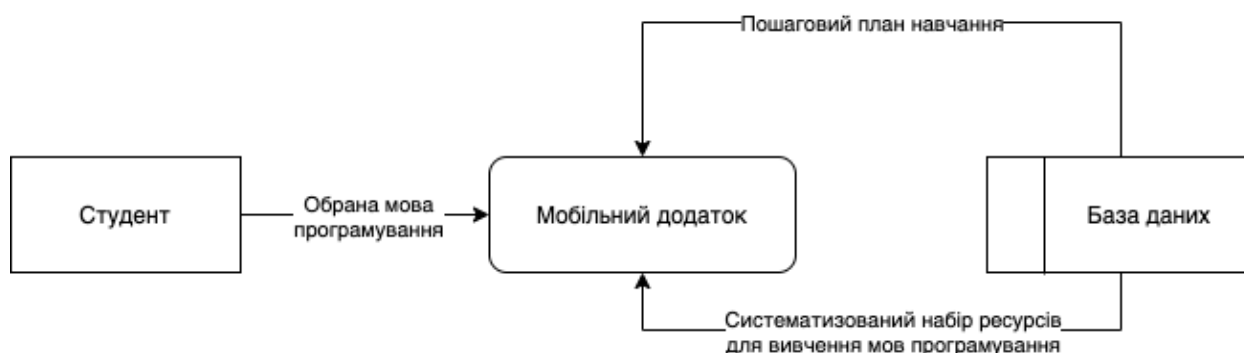 Пошаговий план навчання
Студент
Обрана мова
програмування
Мобільний додаток
База даних
Систематизований набір ресурсів
для вивчення мов програмування